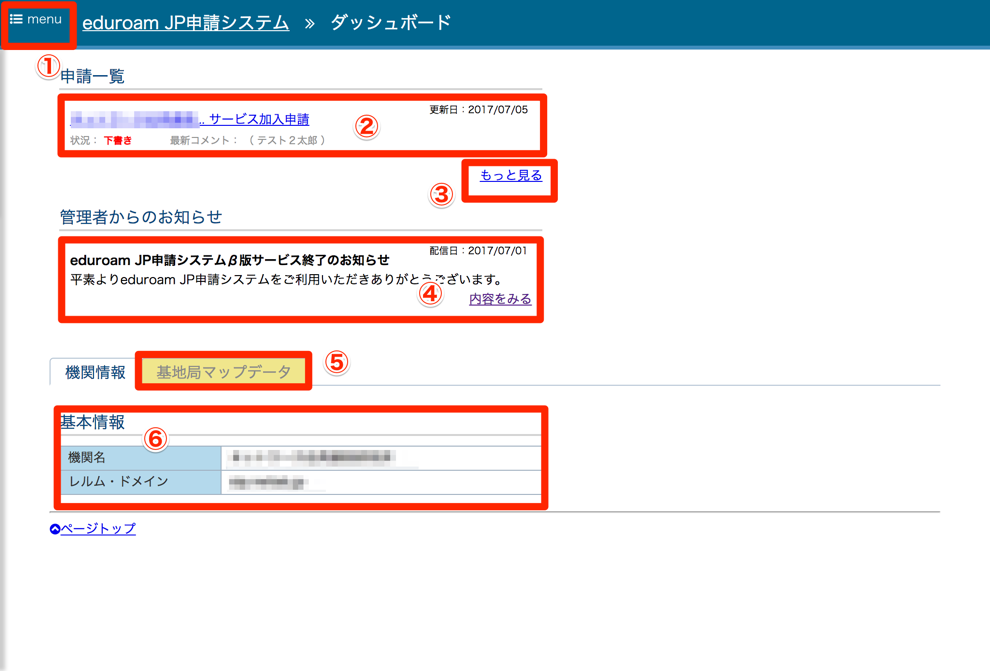 menu eduroam JP申請システム » ダッシュボード
①
申請一覧
.. サービス加入申請 更新日：2017/07/05
②
状況： 下書き 最新コメント： （ テスト２太郎 ）
もっと見る
③
管理者からのお知らせ
eduroam JP申請システムβ版サービス終了のお知らせ 配信日：2017/07/01
平素よりeduroam JP申請システムをご利用いただきありがとうございます。
④ 内容をみる
機関情報 基地局マップデータ ⑤
基本情報
⑥
機関名
レルム・ドメイン
ページトップ